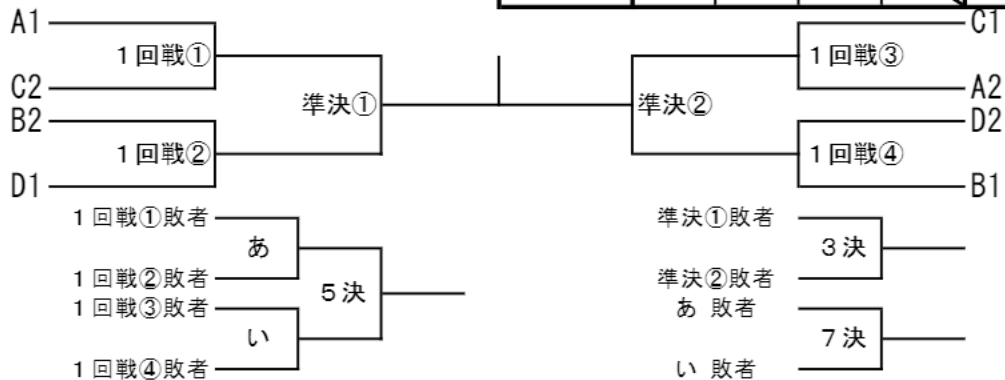 A1
1回戦①
C2
準決①
B2
1回戦②
D1
C1
1回戦③
A2
準決②
D2
1回戦④
B1
1回戦①敗者
あ
1回戦②敗者
5決
1回戦③敗者
い
1回戦④敗者
準決①敗者
3決
準決②敗者
あ 敗者
7決
い 敗者